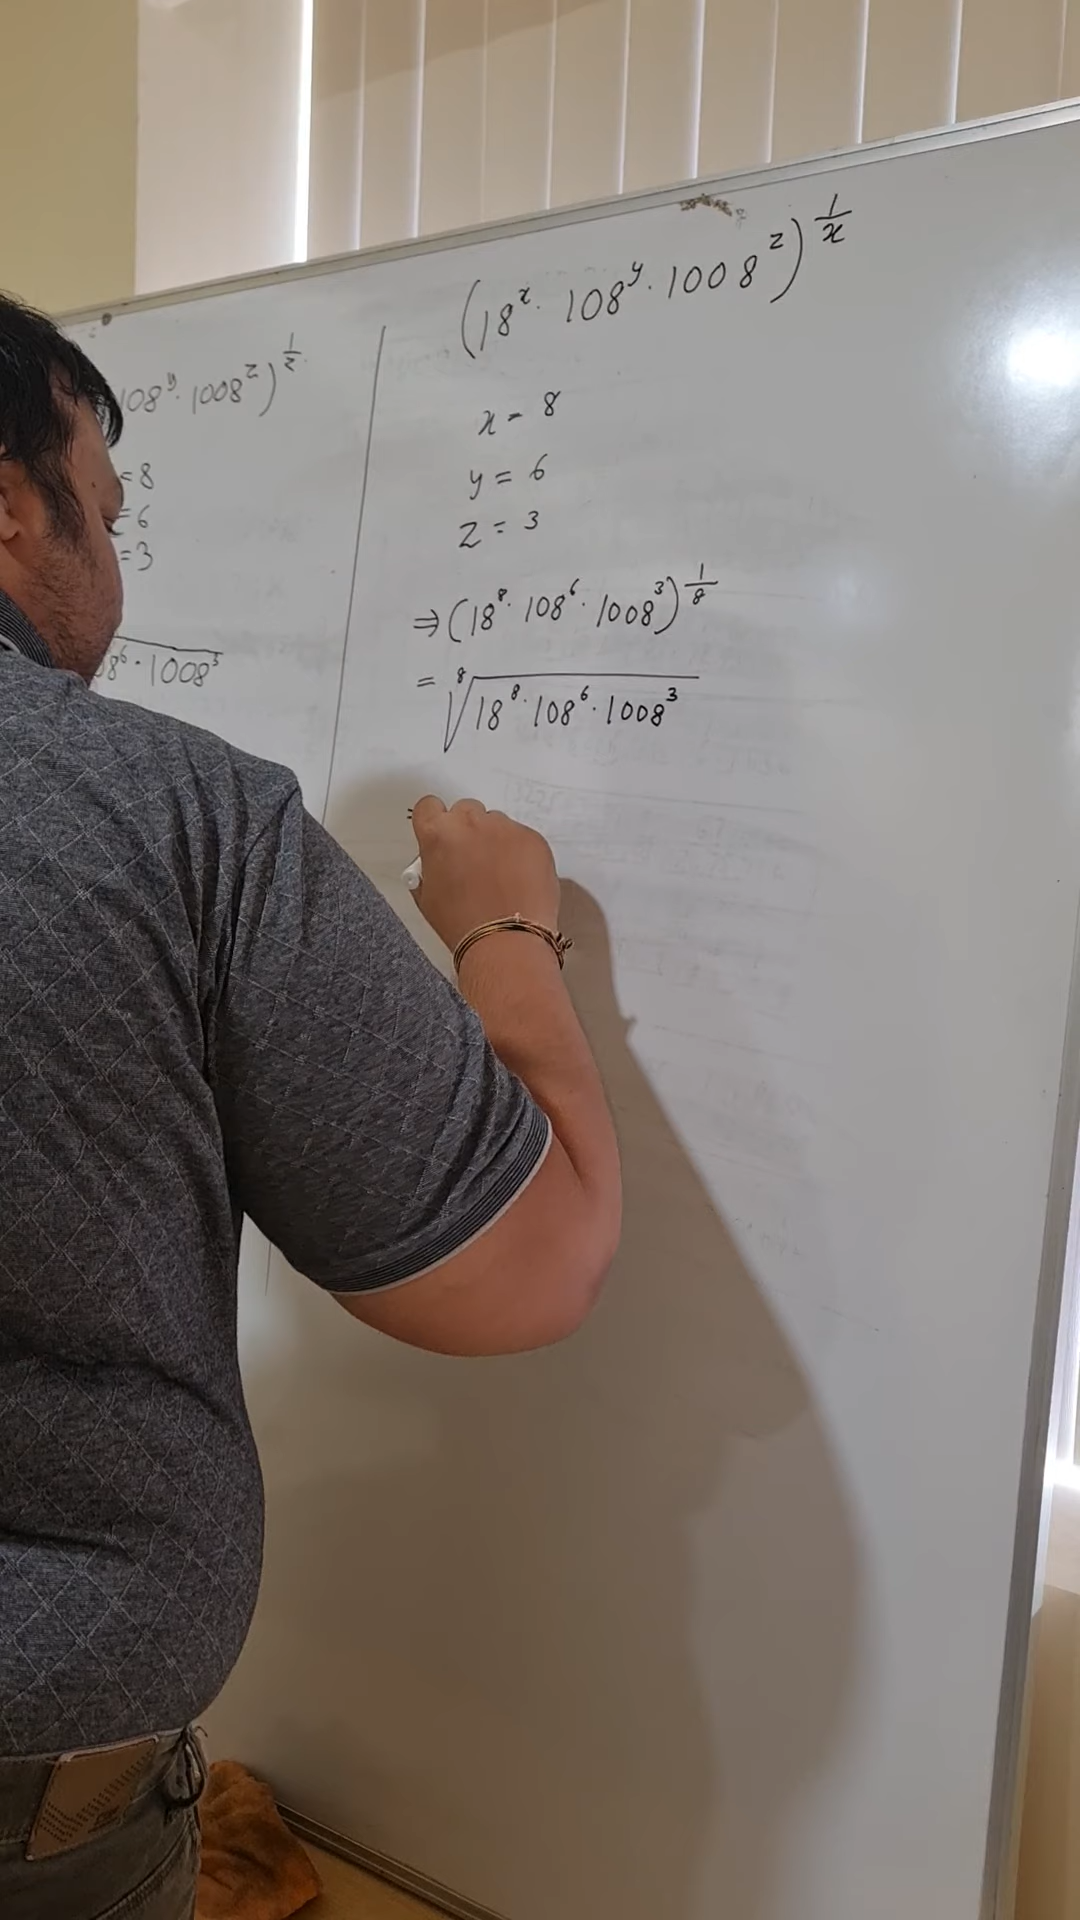 108^y · 1008^z)^{1/z}
=8
=6
=3
8^6 · 1008^3
(18^x · 108^y · 1008^z)^{1/x}
x = 8
y = 6
z = 3
⇒ (18^8 · 108^6 · 1008^3)^{1/8}
= ⁸√(18^8 · 108^6 · 1008^3)
=